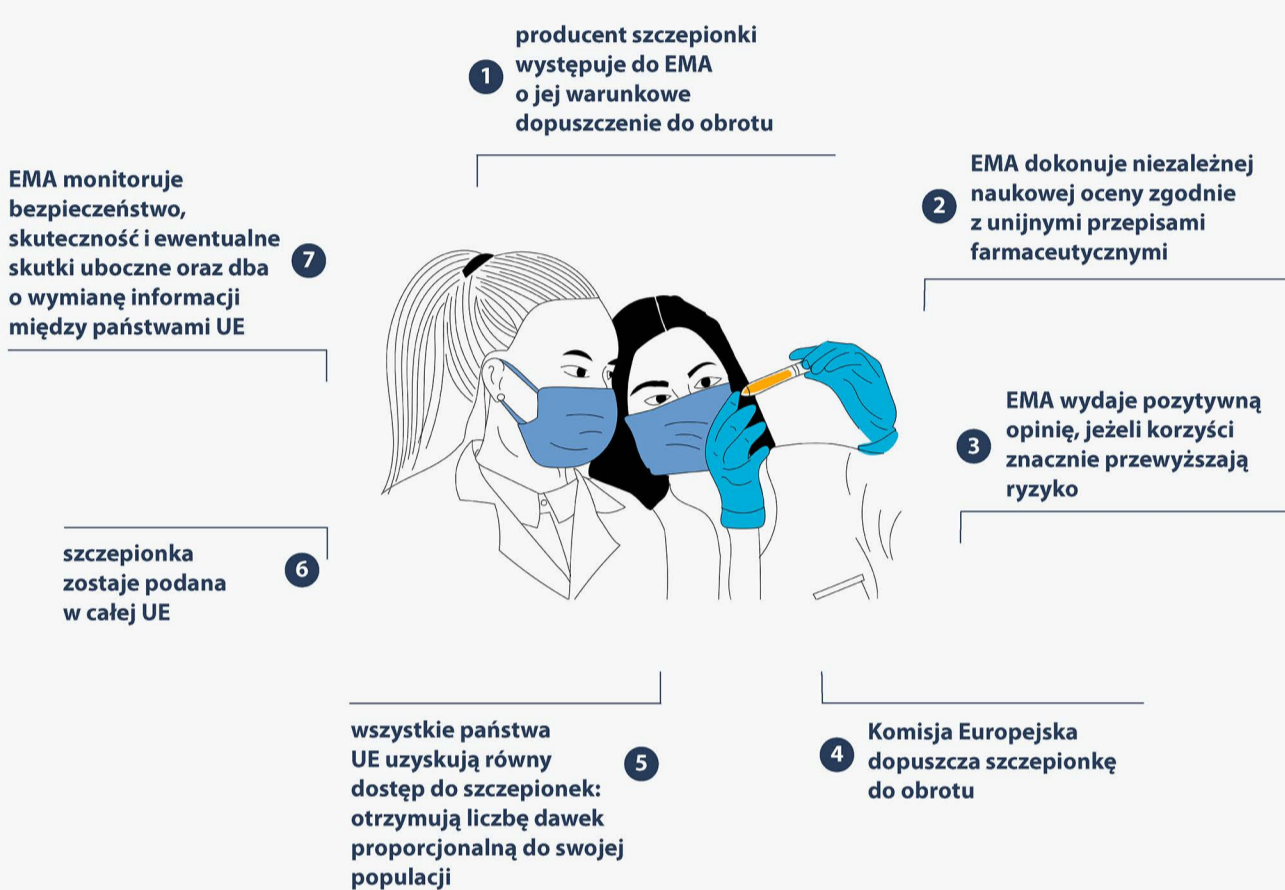 1
producent szczepionki
występuje do EMA
o jej warunkowe
dopuszczenie do obrotu
2
EMA dokonuje niezależnej
naukowej oceny zgodnie
z unijnymi przepisami
farmaceutycznymi
3
EMA wydaje pozytywną
opinię, jeżeli korzyści
znacznie przewyższają
ryzyko
4
Komisja Europejska
dopuszcza szczepionkę
do obrotu
5
wszystkie państwa
UE uzyskują równy
dostęp do szczepionek:
otrzymują liczbę dawek
proporcjonalną do swojej
populacji
6
szczepionka
zostaje podana
w całej UE
7
EMA monitoruje
bezpieczeństwo,
skuteczność i ewentualne
skutki uboczne oraz dba
o wymianę informacji
między państwami UE